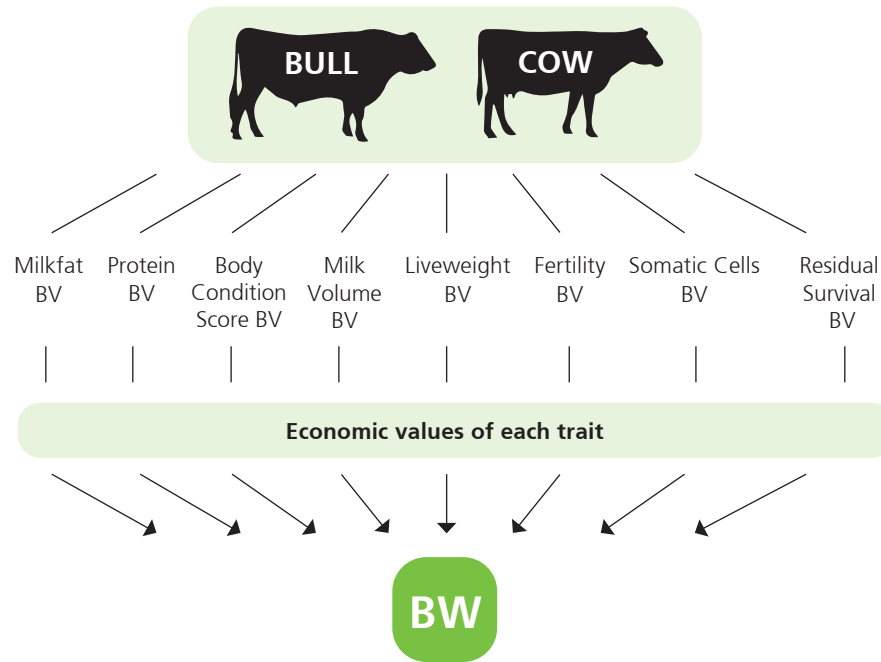 BULL
COW
Milkfat
BV
Protein
BV
Body
Condition
Score BV
Milk
Volume
BV
Liveweight
BV
Fertility
BV
Somatic Cells
BV
Residual
Survival
BV
Economic values of each trait
BW